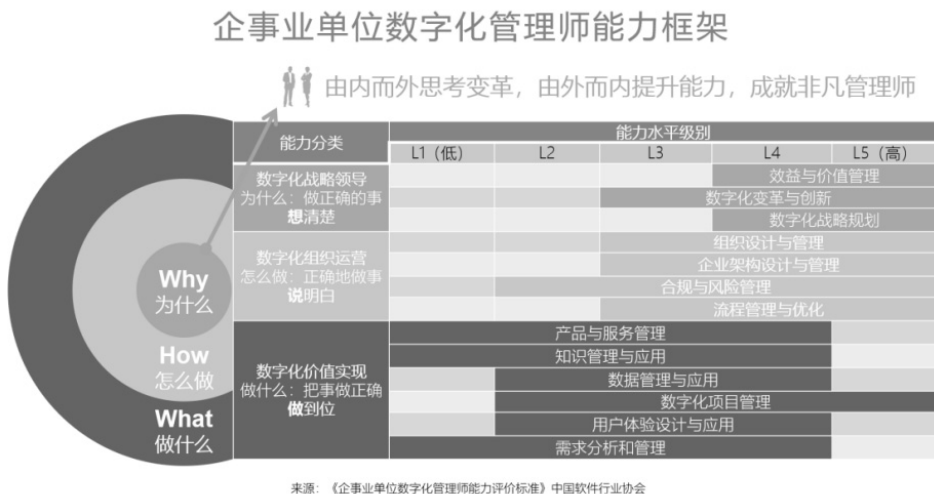 企事业单位数字化管理师能力框架
由内而外思考变革，由外而内提升能力，成就非凡管理师
能力分类
能力水平级别
L1（低）
L2
L3
L4
L5（高）
数字化战略领导
为什么：做正确的事
想清楚
效益与价值管理
数字化变革与创新
数字化战略规划
数字化组织运营
怎么做：正确地做事
说明白
组织设计与管理
企业架构设计与管理
合规与风险管理
流程管理与优化
数字化价值实现
做什么：把事做正确
做到位
产品与服务管理
知识管理与应用
数据管理与应用
数字化项目管理
用户体验设计与应用
需求分析和管理
Why
为什么
How
怎么做
What
做什么
来源：《企事业单位数字化管理师能力评价标准》中国软件行业协会